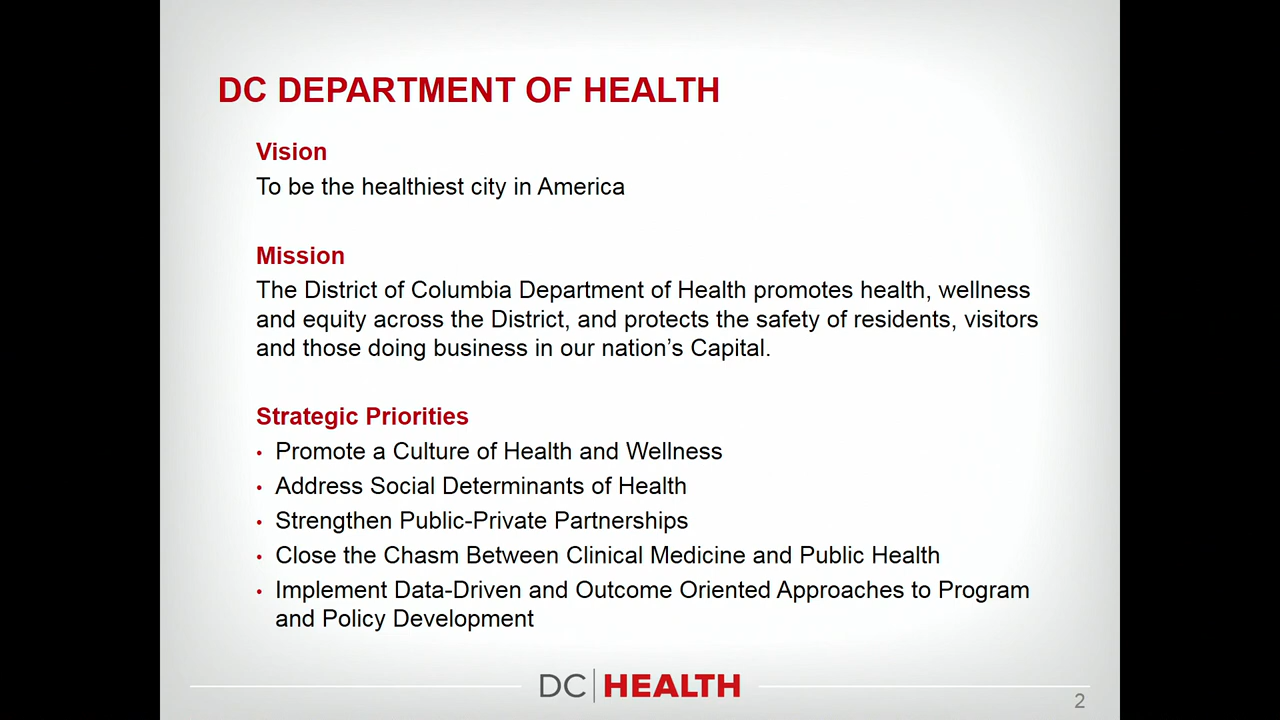 DC DEPARTMENT OF HEALTH
Vision
To be the healthiest city in America
Mission
The District of Columbia Department of Health promotes health, wellness
and equity across the District, and protects the safety of residents, visitors
and those doing business in our nation’s Capital.
Strategic Priorities
• Promote a Culture of Health and Wellness
• Address Social Determinants of Health
• Strengthen Public-Private Partnerships
• Close the Chasm Between Clinical Medicine and Public Health
• Implement Data-Driven and Outcome Oriented Approaches to Program
and Policy Development
DC|HEALTH
2